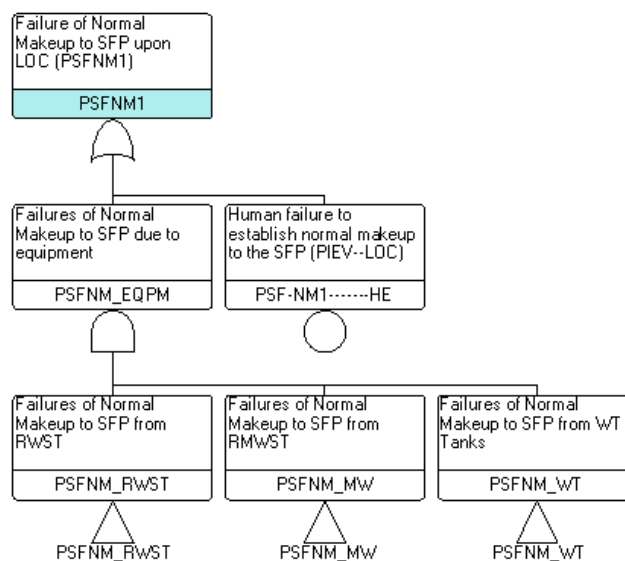 Failure of Normal
Makeup to SFP upon
LOC (PSFNM1)
PSFNM1
Failures of Normal
Makeup to SFP due to
equipment
PSFNM_EQPM
Human failure to
establish normal makeup
to the SFP (PIEV--LOC)
PSF-NM1-------HE
Failures of Normal
Makeup to SFP from
RWST
PSFNM_RWST
PSFNM_RWST
Failures of Normal
Makeup to SFP from
RMWST
PSFNM_MW
PSFNM_MW
Failures of Normal
Makeup to SFP from WT
Tanks
PSFNM_WT
PSFNM_WT